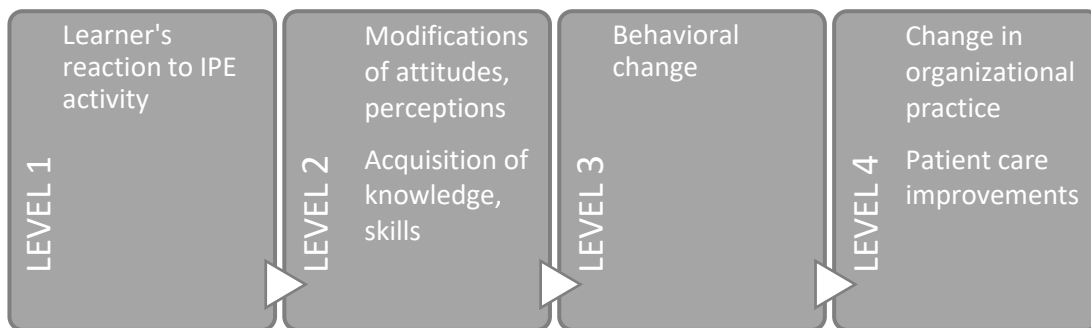 Learner's
reaction to IPE
activity
LEVEL 1
Modifications
of attitudes,
perceptions
Acquisition of
knowledge,
skills
LEVEL 2
Behavioral
change
LEVEL 3
Change in
organizational
practice
Patient care
improvements
LEVEL 4